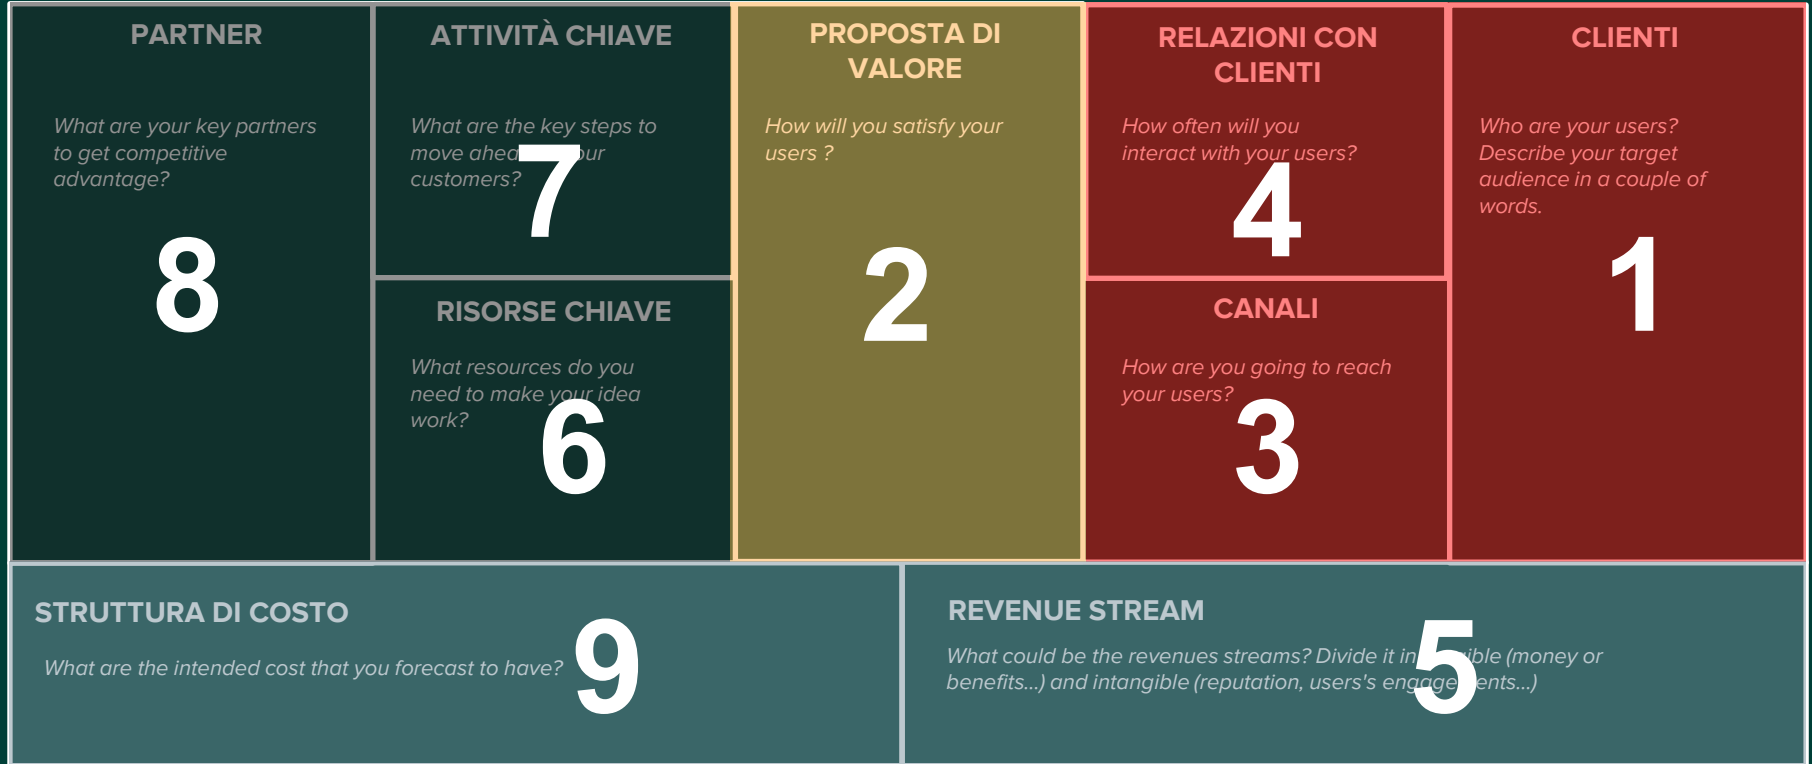 PARTNER
What are your key partners
to get competitive
advantage?
8
ATTIVITÀ CHIAVE
What are the key steps to
move
customers?
7
RISORSE CHIAVE
What resources do you
need to make your idea
work?
6
PROPOSTA DI
VALORE
How will you satisfy your
users ?
2
RELAZIONI CON
CLIENTI
How often will you
interact with your users?
4
CANALI
How are you going to reach
your users?
3
CLIENTI
Who are your users?
Describe your target
audience in a couple of
words.
1
STRUTTURA DI COSTO
What are the intended cost that you forecast to have?
9
REVENUE STREAM
What could be the revenues streams? Divide it in (money or
benefits...) and intangible (reputation, users's
5